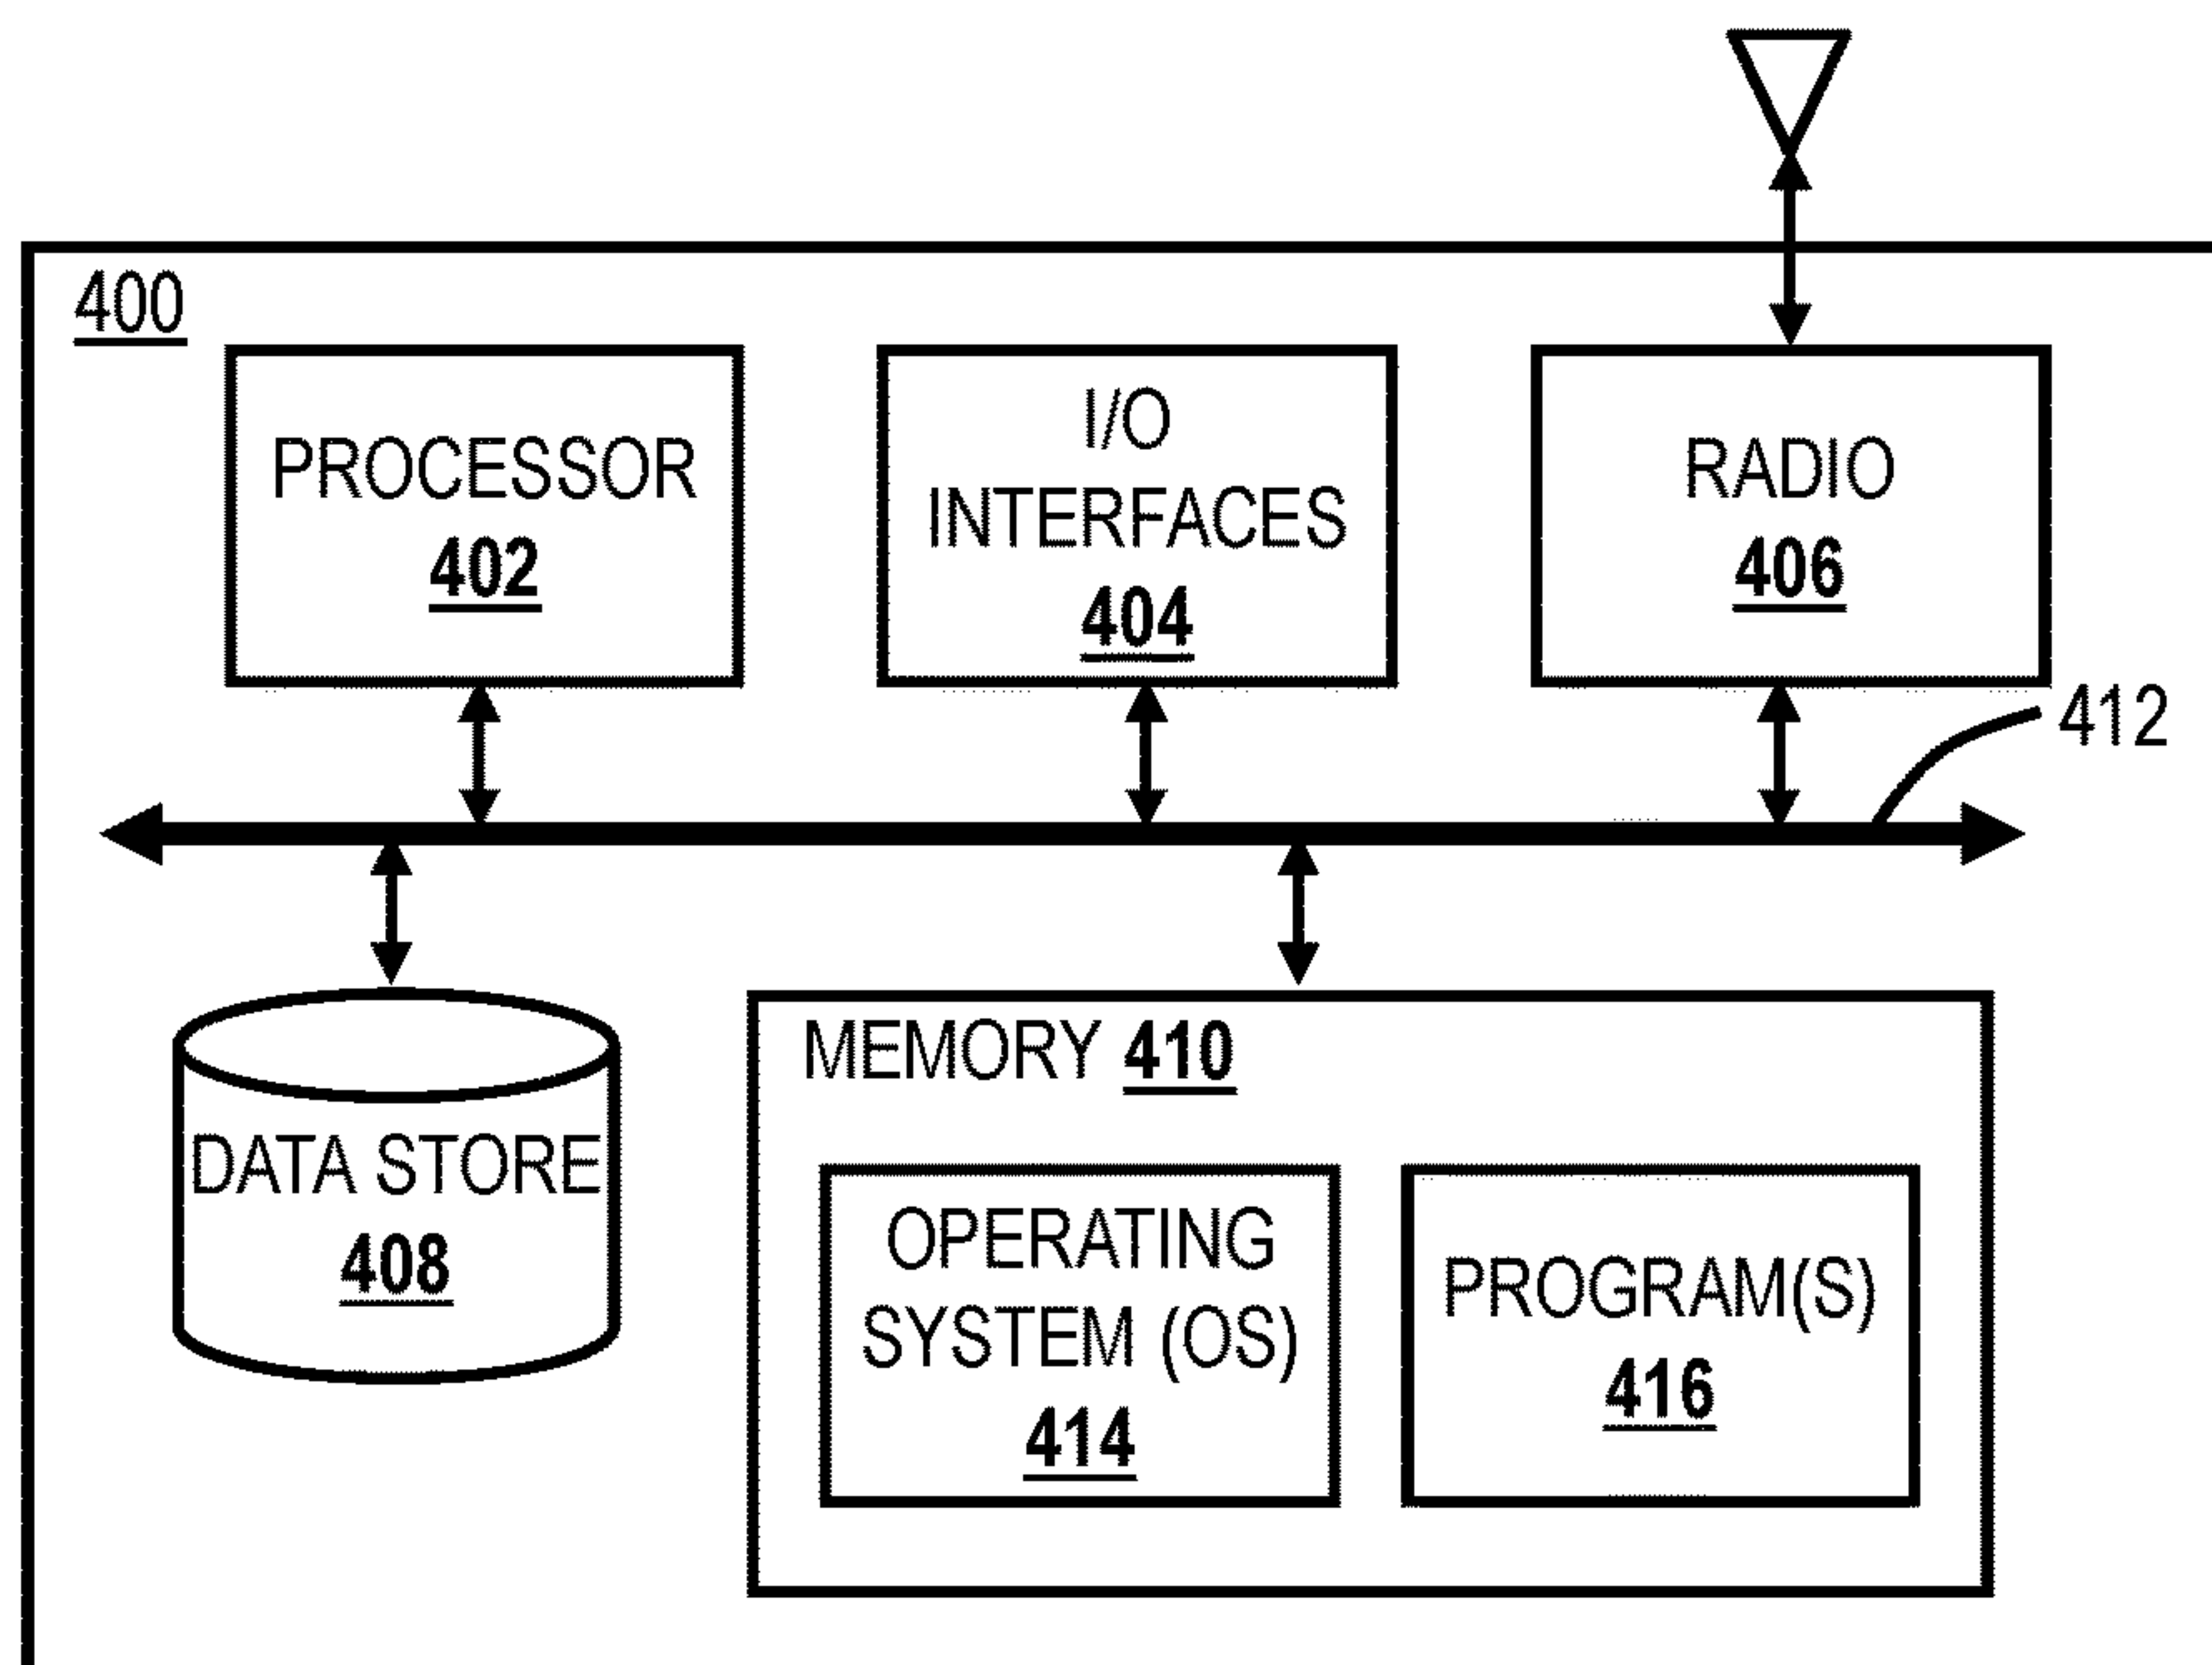 400
PROCESSOR
402
I/O
INTERFACES
404
RADIO
406
412
DATA STORE
408
MEMORY 410
OPERATING
SYSTEM (OS)
414
PROGRAM(S)
416